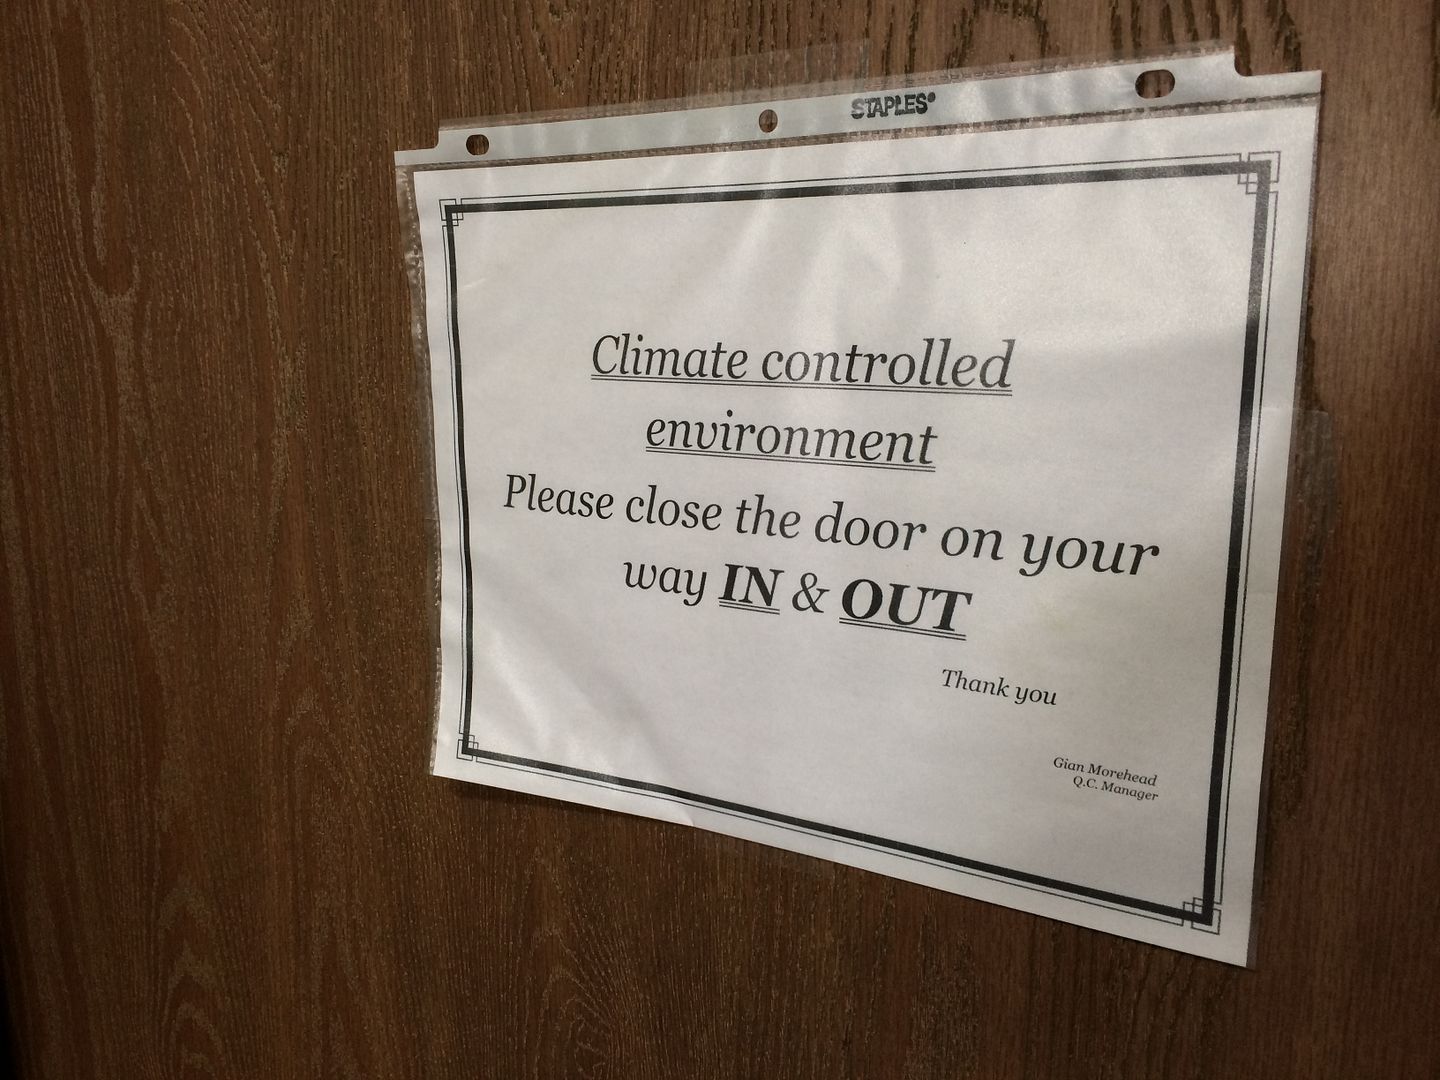 STAPLES®
Climate controlled
environment
Please close the door on your
way IN & OUT
Thank you
Gian Morehead
Q.C. Manager